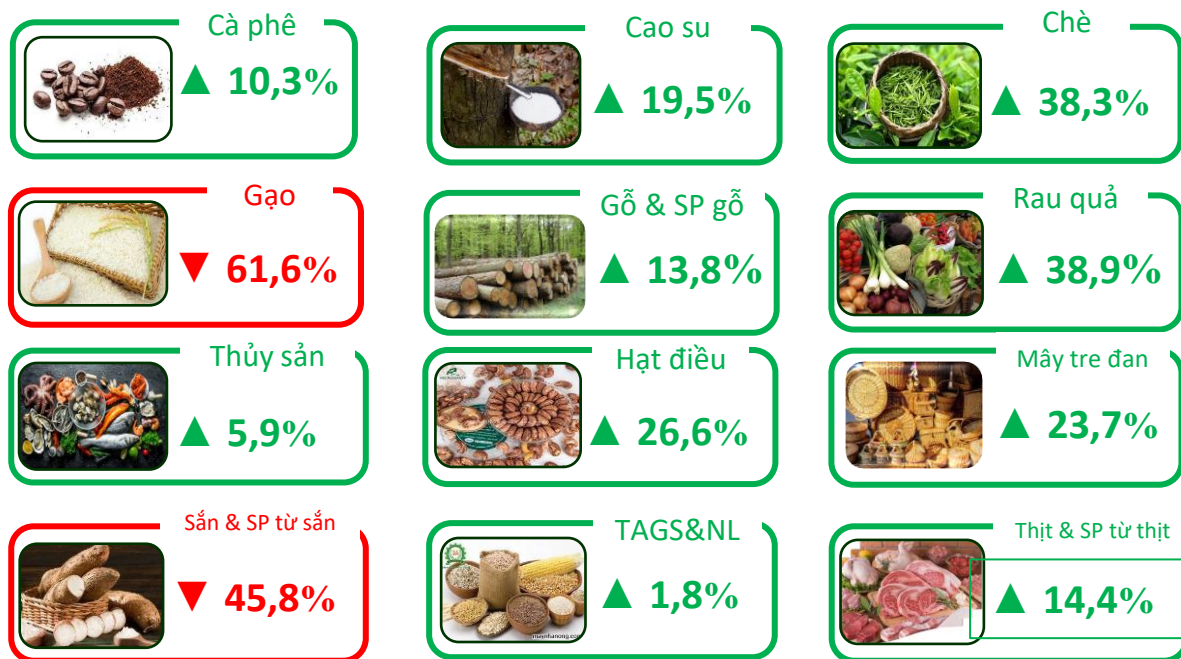 Cà phê
▲ 10,3%
Cao su
▲ 19,5%
Chè
▲ 38,3%
Gạo
▼ 61,6%
Gỗ & SP gỗ
▲ 13,8%
Rau quả
▲ 38,9%
Thủy sản
▲ 5,9%
Hạt điều
▲ 26,6%
Mây tre đan
▲ 23,7%
Sắn & SP từ sắn
▼ 45,8%
TAGS&NL
▲ 1,8%
Thịt & SP từ thịt
▲ 14,4%